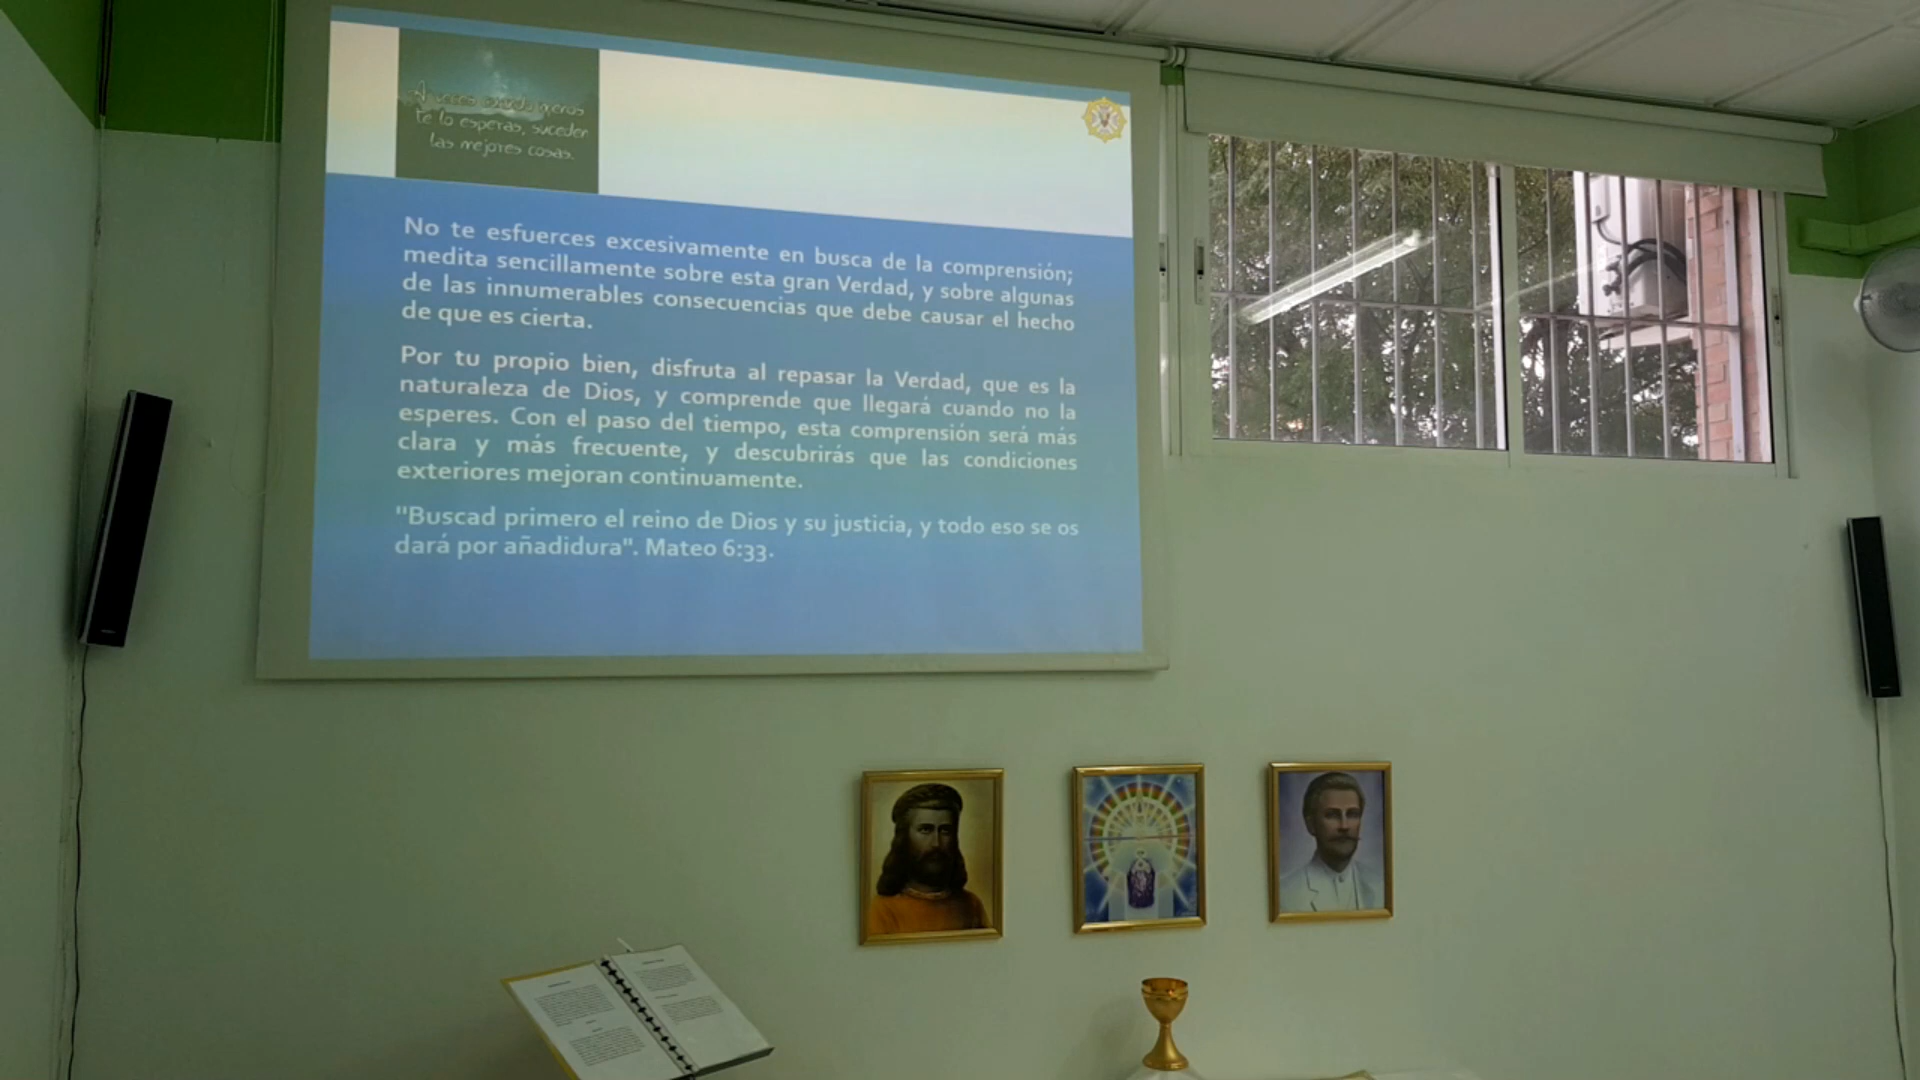 A veces cuando menos
te lo esperas, suceden
las mejores cosas.
No te esfuerces excesivamente en busca de la comprensión;
medita sencillamente sobre esta gran Verdad, y sobre algunas
de las innumerables consecuencias que debe causar el hecho
de que es cierta.
Por tu propio bien, disfruta al repasar la Verdad, que es la
naturaleza de Dios, y comprende que llegará cuando no la
esperes. Con el paso del tiempo, esta comprensión será más
clara y más frecuente, y descubrirás que las condiciones
exteriores mejoran continuamente.
"Buscad primero el reino de Dios y su justicia, y todo eso se os
dará por añadidura". Mateo 6:33.